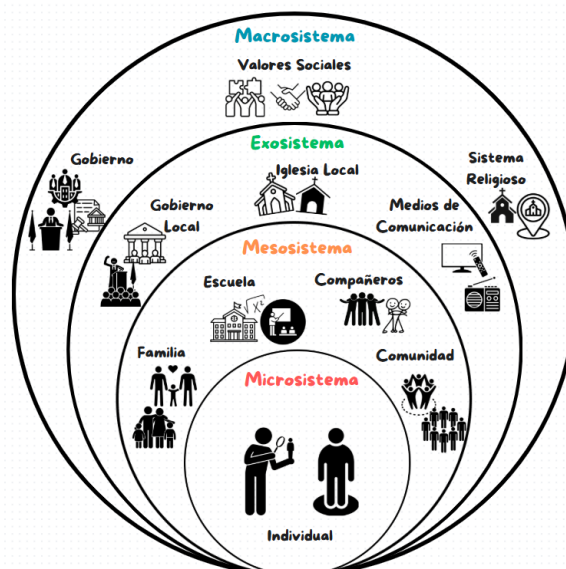 Macrosistema
Valores Sociales
Gobierno
Sistema
Religioso
Exosistema
Iglesia Local
Gobierno
Local
Medios de
Comunicación
Mesosistema
Escuela
√x²
Compañeros
Familia
Comunidad
Microsistema
Individual